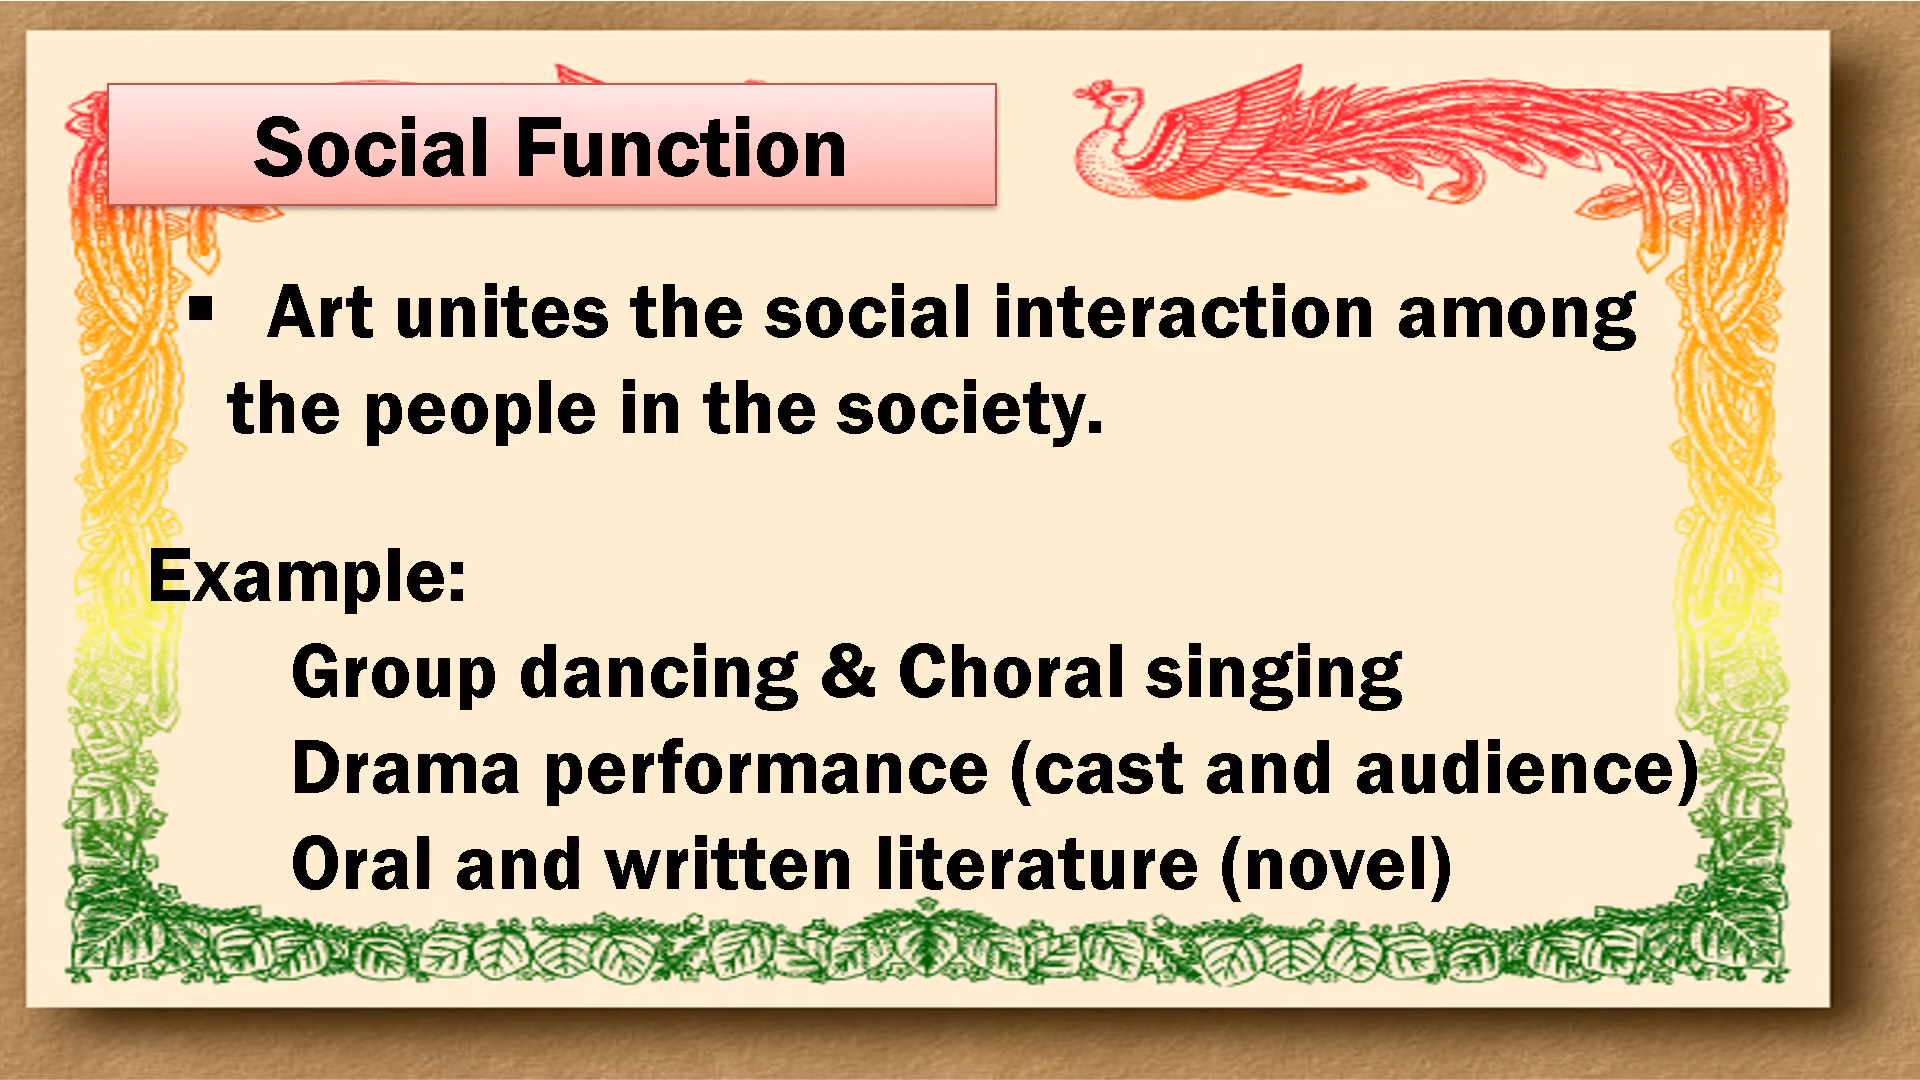 Social Function
▪ Art unites the social interaction among
the people in the society.
Example:
Group dancing & Choral singing
Drama performance (cast and audience)
Oral and written literature (novel)